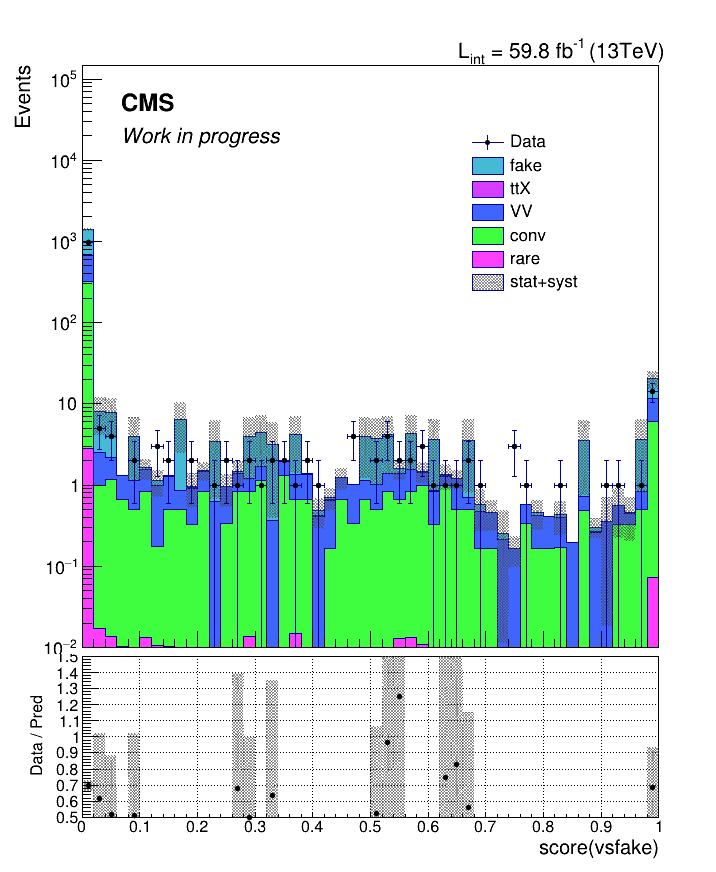 L_int = 59.8 fb^-1 (13TeV)
Events
CMS
Work in progress
Data
fake
ttX
VV
conv
rare
stat+syst
10^5
10^4
10^3
10^2
10
1
10^-1
10^-2
Data / Pred
1.5
1.4
1.3
1.2
1.1
1
0.9
0.8
0.7
0.6
0.5
0 0.1 0.2 0.3 0.4 0.5 0.6 0.7 0.8 0.9 1
score(vsfake)